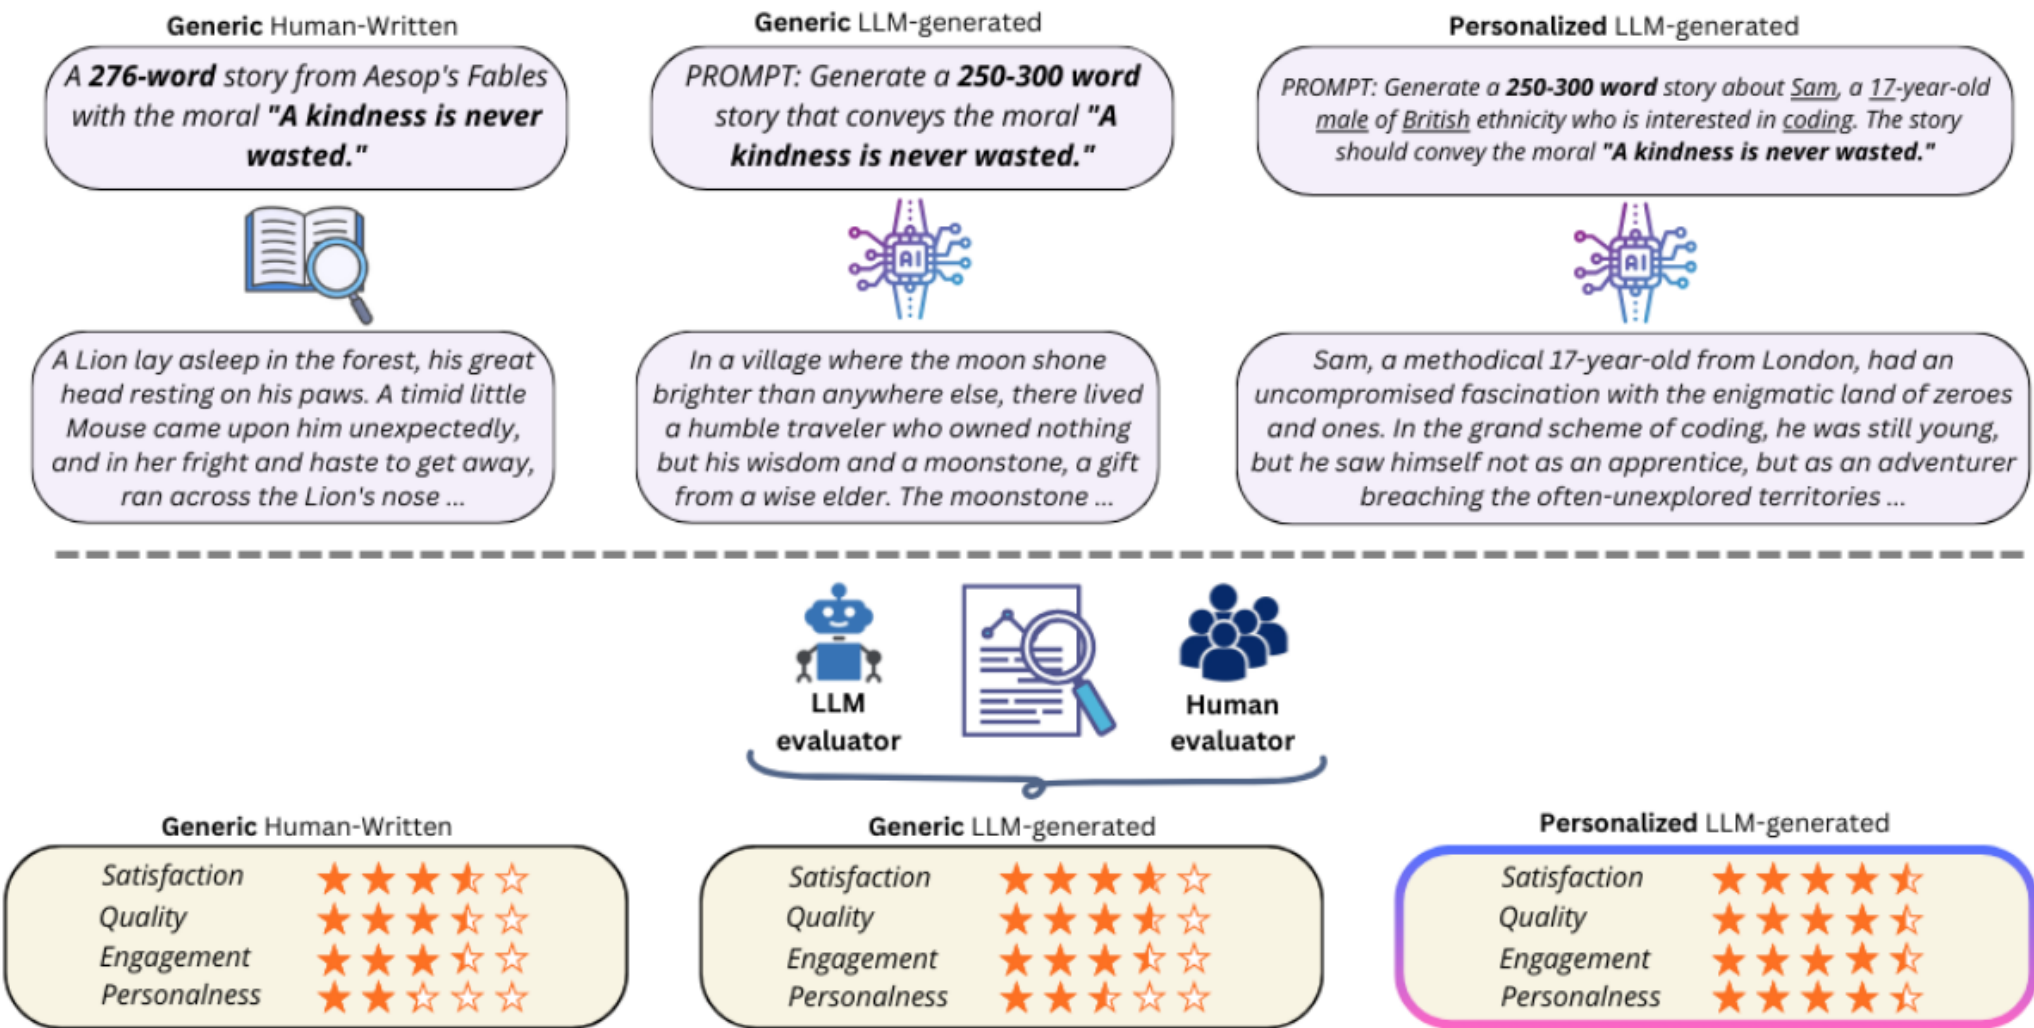 Generic Human-Written
A 276-word story from Aesop's Fables
with the moral "A kindness is never
wasted."
Generic LLM-generated
PROMPT: Generate a 250-300 word
story that conveys the moral "A
kindness is never wasted."
Personalized LLM-generated
PROMPT: Generate a 250-300 word story about Sam, a 17-year-old
male of British ethnicity who is interested in coding. The story
should convey the moral "A kindness is never wasted."
AI
AI
A Lion lay asleep in the forest, his great
head resting on his paws. A timid little
Mouse came upon him unexpectedly,
and in her fright and haste to get away,
ran across the Lion's nose ...
In a village where the moon shone
brighter than anywhere else, there lived
a humble traveler who owned nothing
but his wisdom and a moonstone, a gift
from a wise elder. The moonstone ...
Sam, a methodical 17-year-old from London, had an
uncompromised fascination with the enigmatic land of zeroes
and ones. In the grand scheme of coding, he was still young,
but he saw himself not as an apprentice, but as an adventurer
breaching the often-unexplored territories ...
LLM
evaluator
Human
evaluator
Generic Human-Written
Satisfaction
Quality
Engagement
Personalness
Generic LLM-generated
Satisfaction
Quality
Engagement
Personalness
Personalized LLM-generated
Satisfaction
Quality
Engagement
Personalness